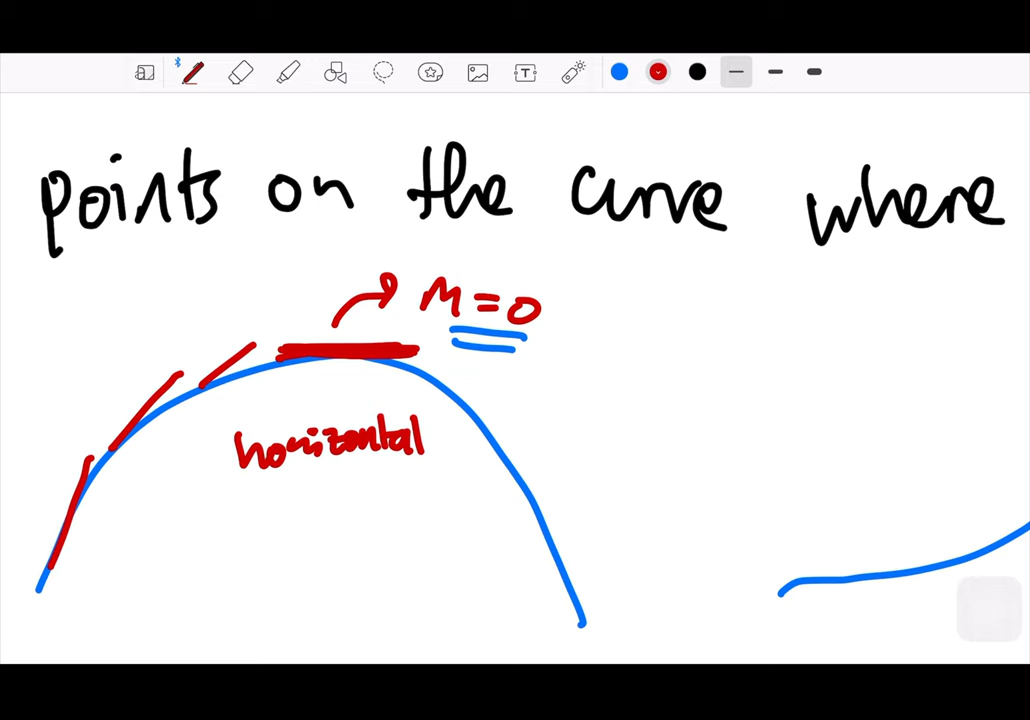 points on the curve where
M = 0
horizontal